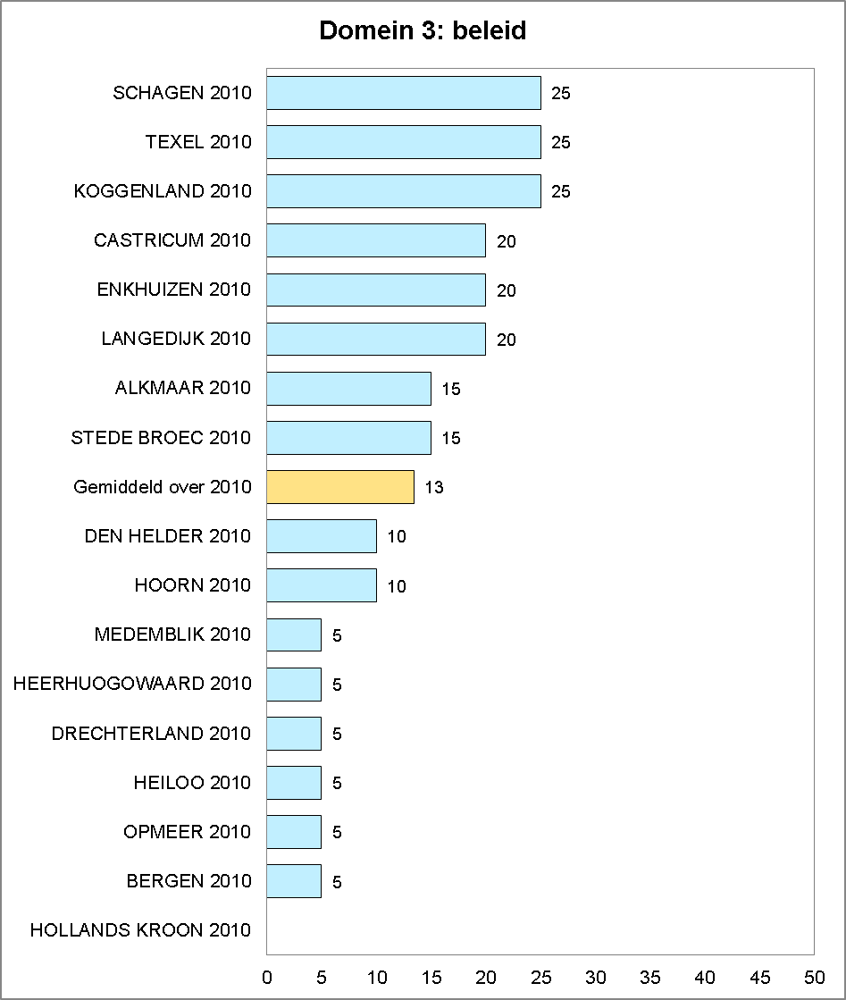 Domein 3: beleid
SCHAGEN 2010 25
TEXEL 2010 25
KOGGENLAND 2010 25
CASTRICUM 2010 20
ENKHUIZEN 2010 20
LANGEDIJK 2010 20
ALKMAAR 2010 15
STEDE BROEC 2010 15
Gemiddeld over 2010 13
DEN HELDER 2010 10
HOORN 2010 10
MEDEMBLIK 2010 5
HEERHUOGOWAARD 2010 5
DRECHTERLAND 2010 5
HEILOO 2010 5
OPMEER 2010 5
BERGEN 2010 5
HOLLANDS KROON 2010
0 5 10 15 20 25 30 35 40 45 50